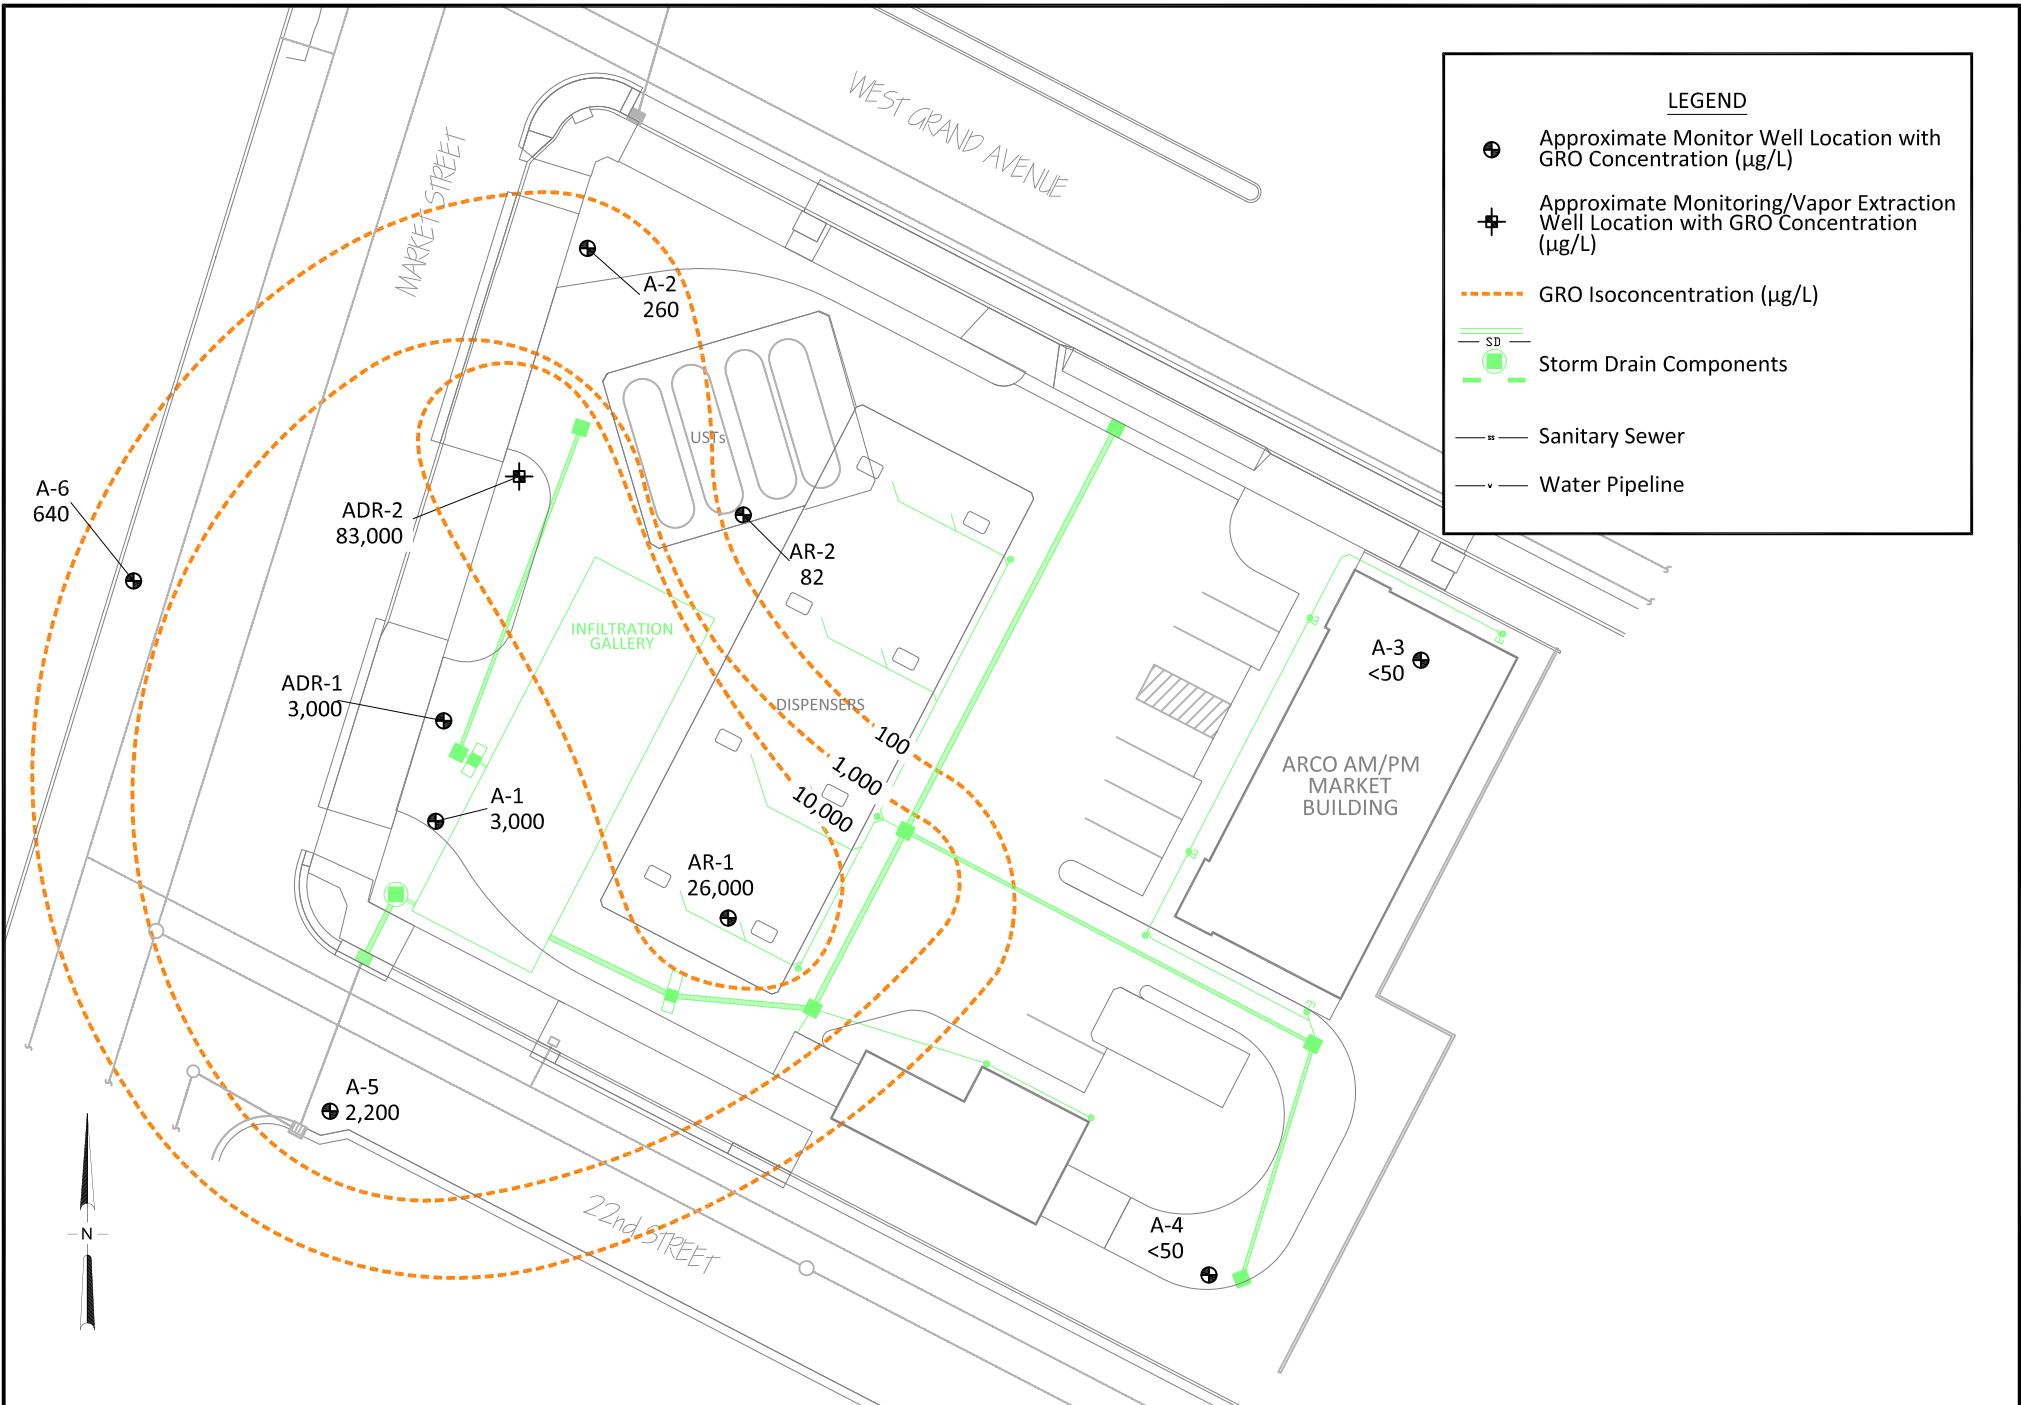 WEST GRAND AVENUE
MARKET STREET
LEGEND
Approximate Monitor Well Location with
GRO Concentration (µg/L)
Approximate Monitoring/Vapor Extraction
Well Location with GRO Concentration
(µg/L)
GRO Isoconcentration (µg/L)
SD
Storm Drain Components
SS
Sanitary Sewer
Water Pipeline
A-2
260
USTs
A-6
640
ADR-2
83,000
AR-2
82
INFILTRATION
GALLERY
A-3
<50
ADR-1
3,000
DISPENSERS
100
1,000
10,000
ARCO AM/PM
MARKET
BUILDING
A-1
3,000
AR-1
26,000
A-5
2,200
22nd STREET
A-4
<50
N